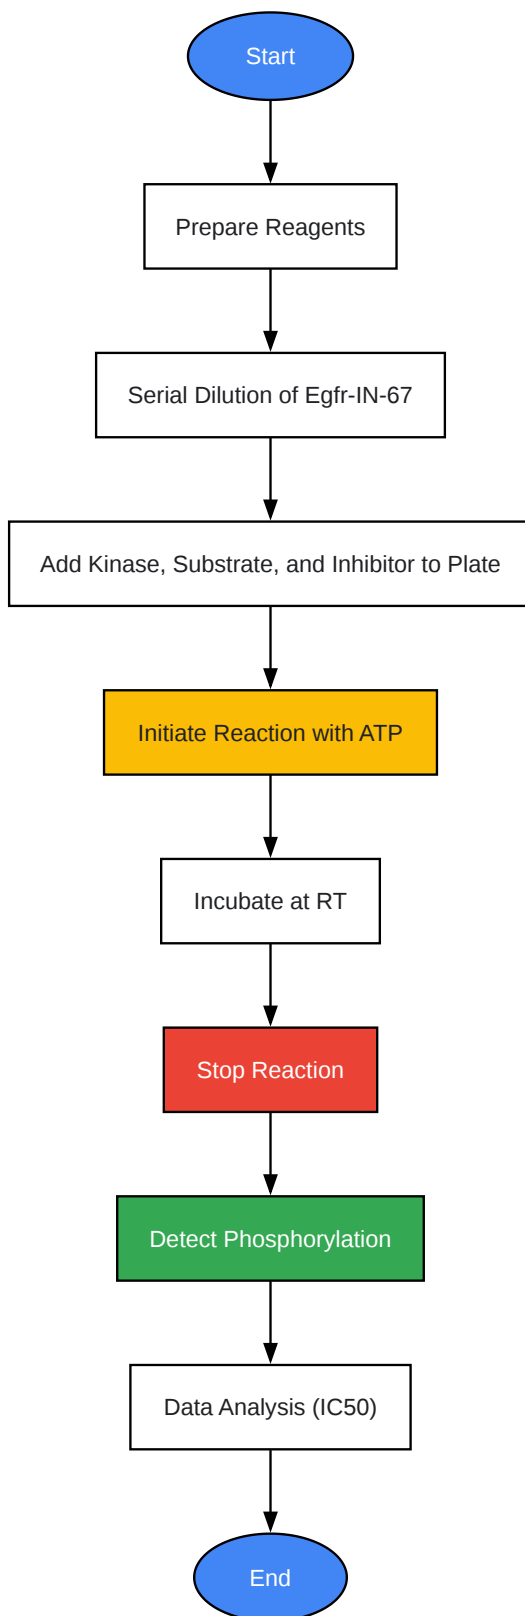 Start
Prepare Reagents
Serial Dilution of Egfr-IN-67
Add Kinase, Substrate, and Inhibitor to Plate
Initiate Reaction with ATP
Incubate at RT
Stop Reaction
Detect Phosphorylation
Data Analysis (IC50)
End